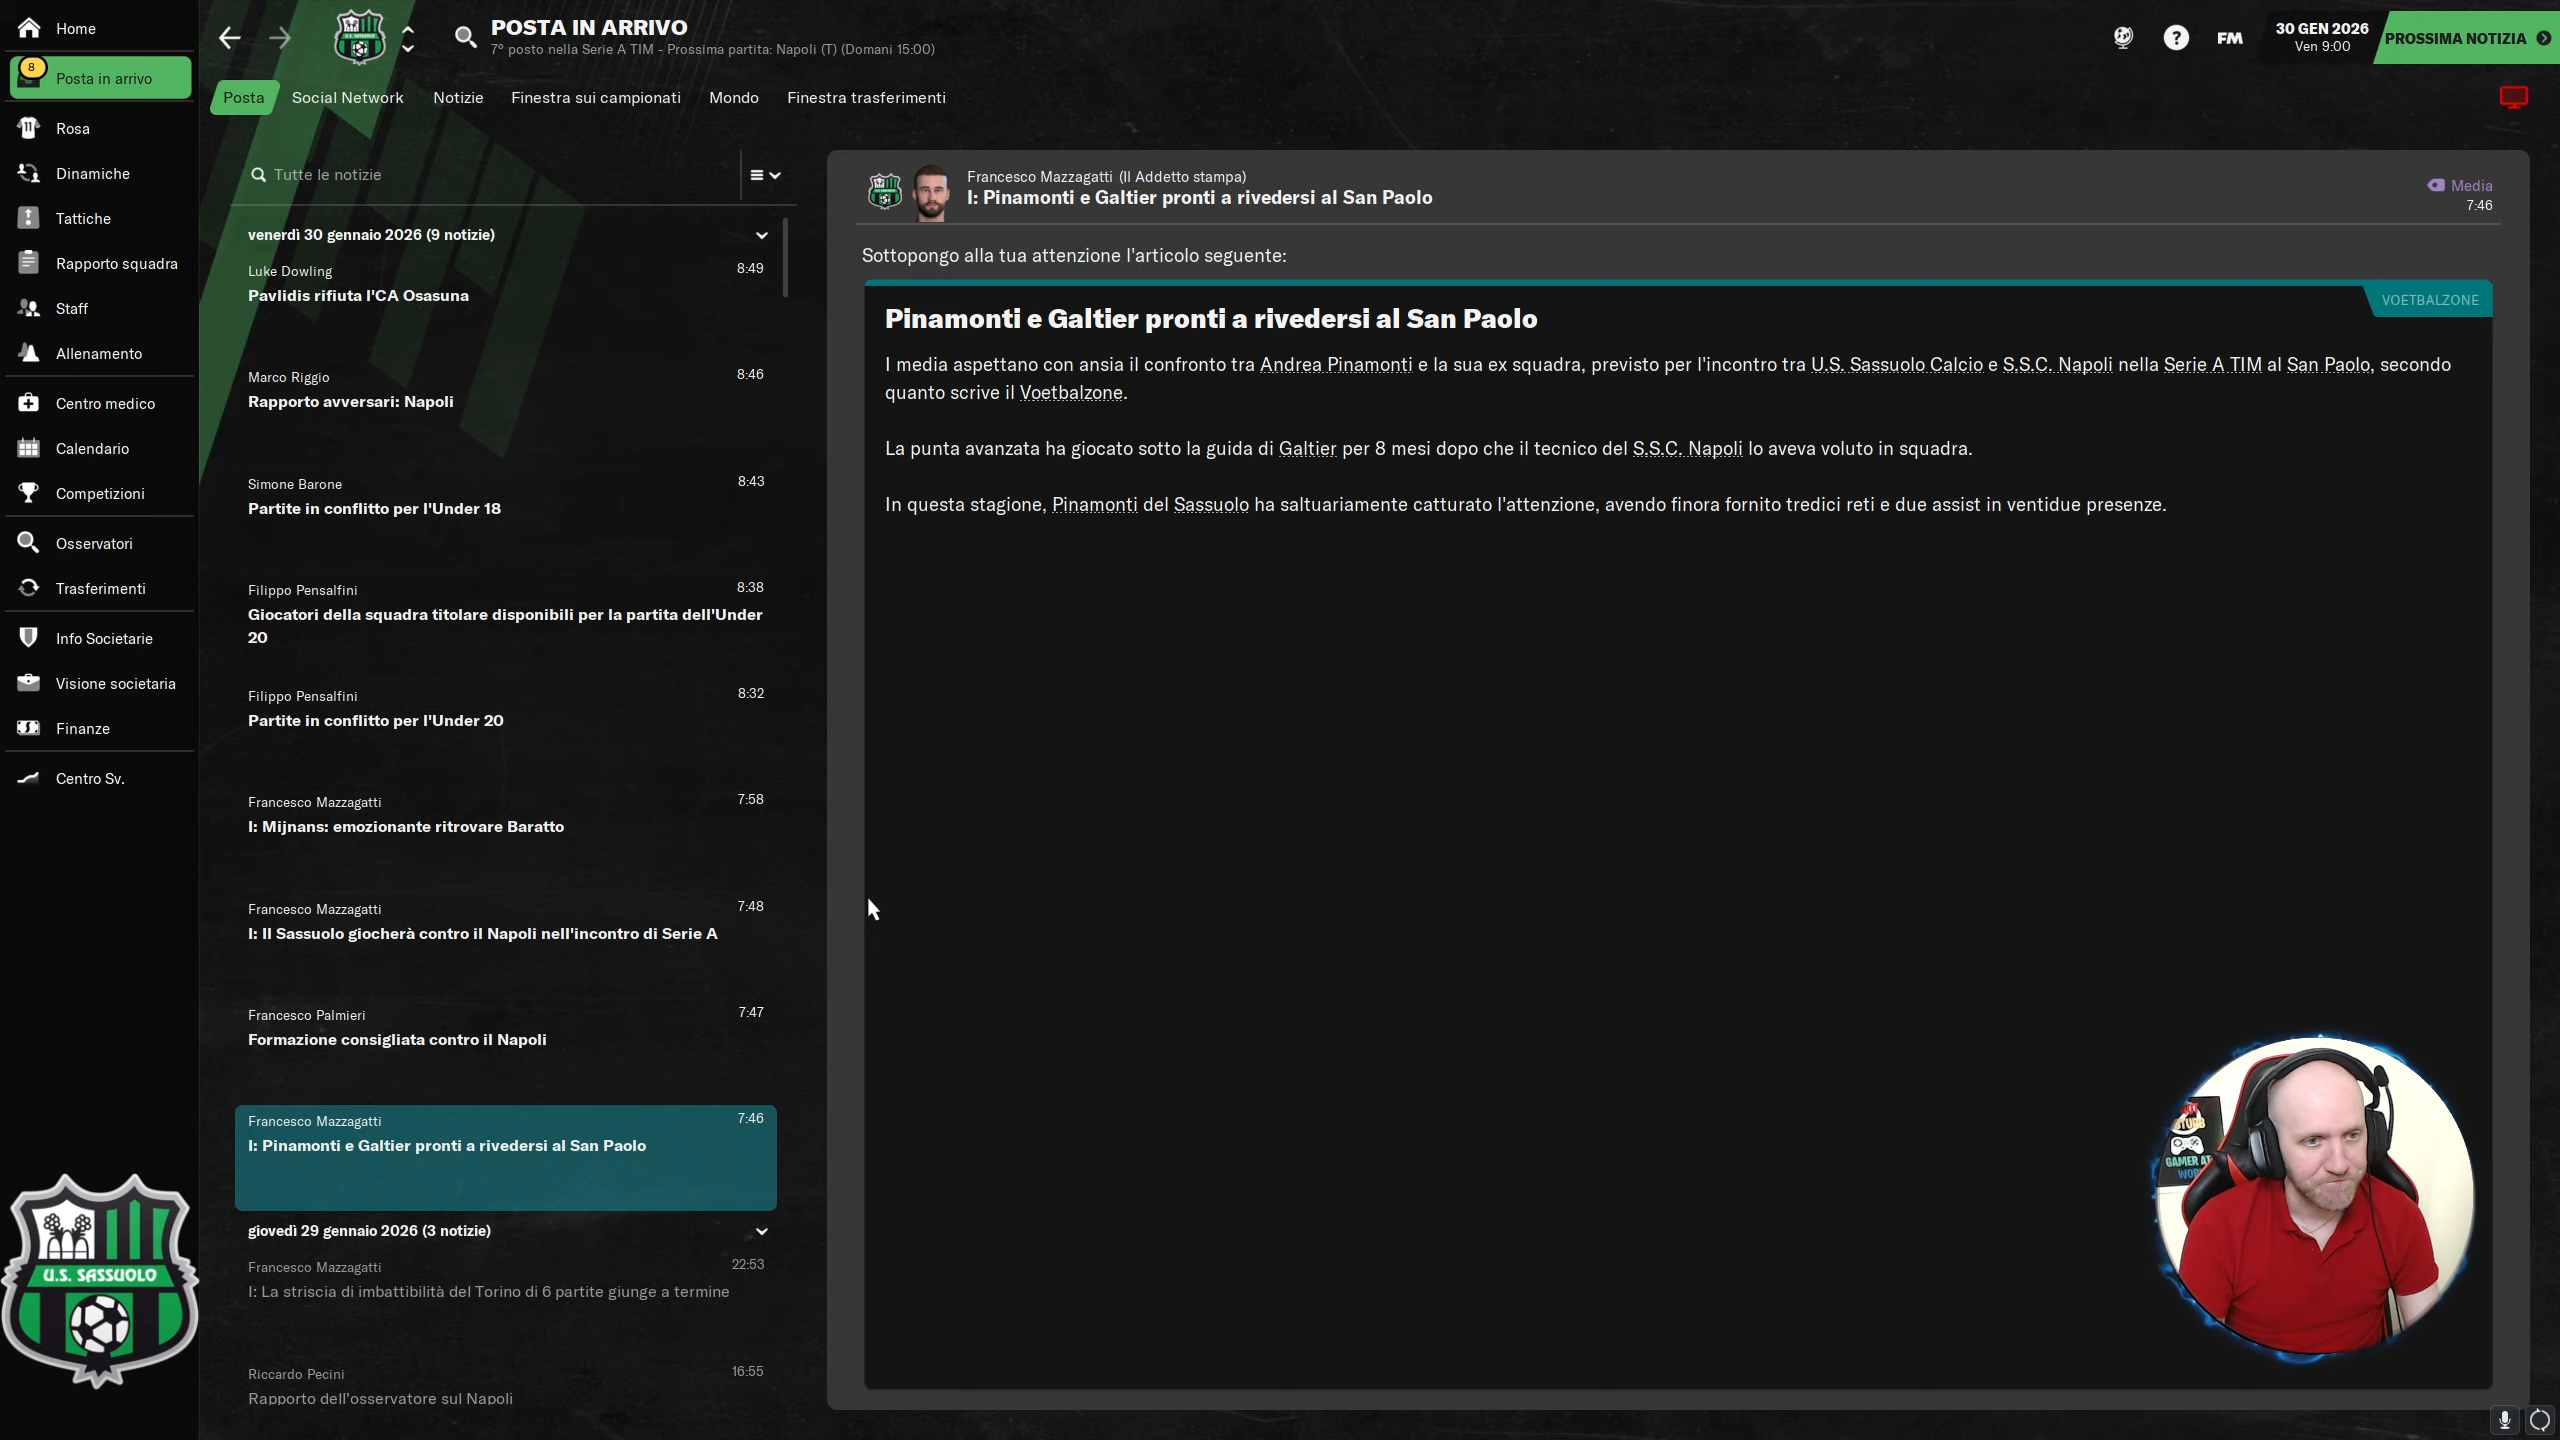 Home
8
Posta in arrivo
Rosa
Dinamiche
Tattiche
Rapporto squadra
Staff
Allenamento
Centro medico
Calendario
Competizioni
Osservatori
Trasferimenti
Info Societarie
Visione societaria
Finanze
Centro Sv.
U.S. SASSUOLO
POSTA IN ARRIVO
7° posto nella Serie A TIM - Prossima partita: Napoli (T) (Domani 15:00)
FM
30 GEN 2026
Ven 9:00
PROSSIMA NOTIZIA
Posta
Social Network
Notizie
Finestra sui campionati
Mondo
Finestra trasferimenti
Tutte le notizie
venerdì 30 gennaio 2026 (9 notizie)
Luke Dowling 8:49
Pavlidis rifiuta l'CA Osasuna
Marco Riggio 8:46
Rapporto avversari: Napoli
Simone Barone 8:43
Partite in conflitto per l'Under 18
Filippo Pensalfini 8:38
Giocatori della squadra titolare disponibili per la partita dell'Under
20
Filippo Pensalfini 8:32
Partite in conflitto per l'Under 20
Francesco Mazzagatti 7:58
I: Mijnans: emozionante ritrovare Baratto
Francesco Mazzagatti 7:48
I: Il Sassuolo giocherà contro il Napoli nell'incontro di Serie A
Francesco Palmieri 7:47
Formazione consigliata contro il Napoli
Francesco Mazzagatti 7:46
I: Pinamonti e Galtier pronti a rivedersi al San Paolo
giovedì 29 gennaio 2026 (3 notizie)
Francesco Mazzagatti 22:53
I: La striscia di imbattibilità del Torino di 6 partite giunge a termine
Riccardo Pecini 16:55
Rapporto dell'osservatore sul Napoli
Francesco Mazzagatti (Il Addetto stampa)
I: Pinamonti e Galtier pronti a rivedersi al San Paolo
Media
7:46
Sottopongo alla tua attenzione l'articolo seguente:
VOETBALZONE
Pinamonti e Galtier pronti a rivedersi al San Paolo
I media aspettano con ansia il confronto tra Andrea Pinamonti e la sua ex squadra, previsto per l'incontro tra U.S. Sassuolo Calcio e S.S.C. Napoli nella Serie A TIM al San Paolo, secondo
quanto scrive il Voetbalzone.
La punta avanzata ha giocato sotto la guida di Galtier per 8 mesi dopo che il tecnico del S.S.C. Napoli lo aveva voluto in squadra.
In questa stagione, Pinamonti del Sassuolo ha saltuariamente catturato l'attenzione, avendo finora fornito tredici reti e due assist in ventidue presenze.
GAMER AT